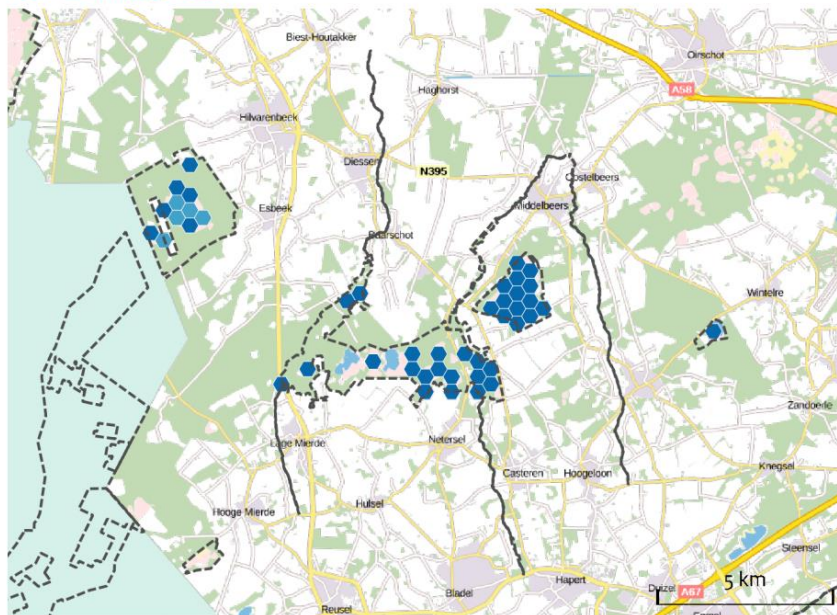 Biest-Houtakker
Oirschot
Haghorst
A58
Hilvarenbeek
Diessen
N395
Oostelbeers
Middelbeers
Esbeek
Baarschot
Wintelre
Zandoerle
Netersel
Lage Mierde
Casteren
Hoogeloon
Knegsel
Hooge Mierde
Hulsel
Steensel
5 km
Bladel
Hapert
Duizel
A67
Reusel